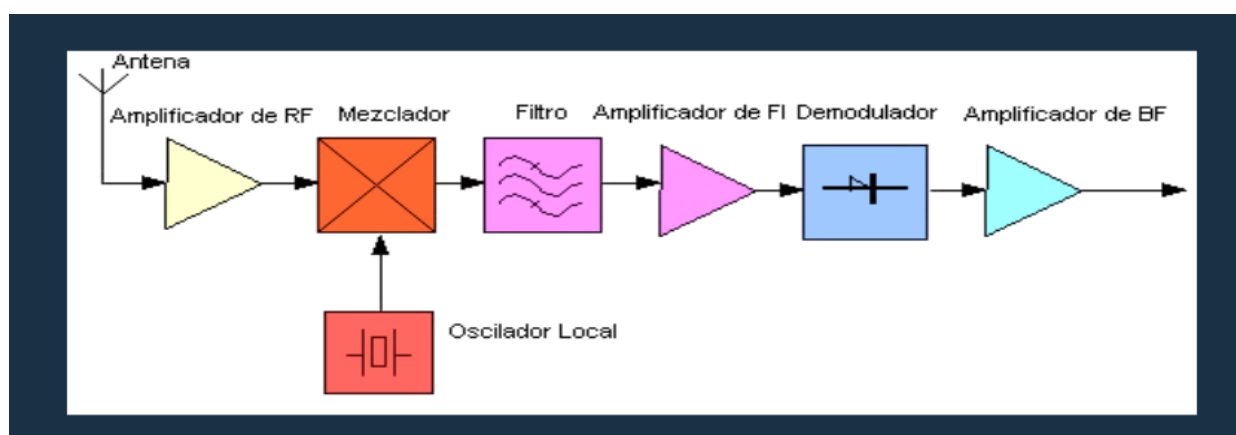 Antena
Amplificador de RF
Mezclador
Filtro
Amplificador de FI
Demodulador
Amplificador de BF
Oscilador Local